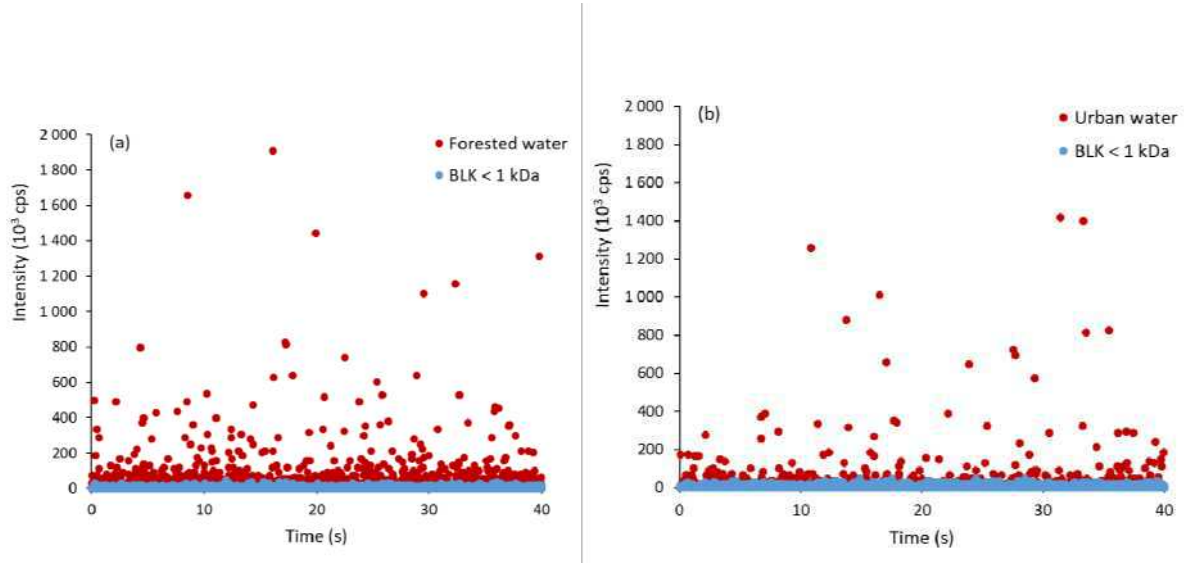 (a)
Forested water
BLK < 1 kDa
Intensity (10³ cps)
2 000
1 800
1 600
1 400
1 200
1 000
800
600
400
200
0
0 10 20 30 40
Time (s)
(b)
Urban water
BLK < 1 kDa
Intensity (10³ cps)
2 000
1 800
1 600
1 400
1 200
1 000
800
600
400
200
0
0 10 20 30 40
Time (s)